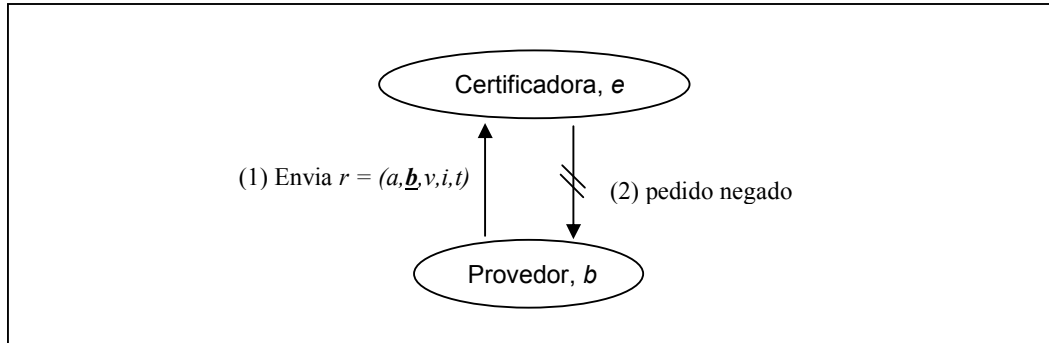 Certificadora, e
(1) Envia r = (a,b,v,i,t)
(2) pedido negado
Provedor, b